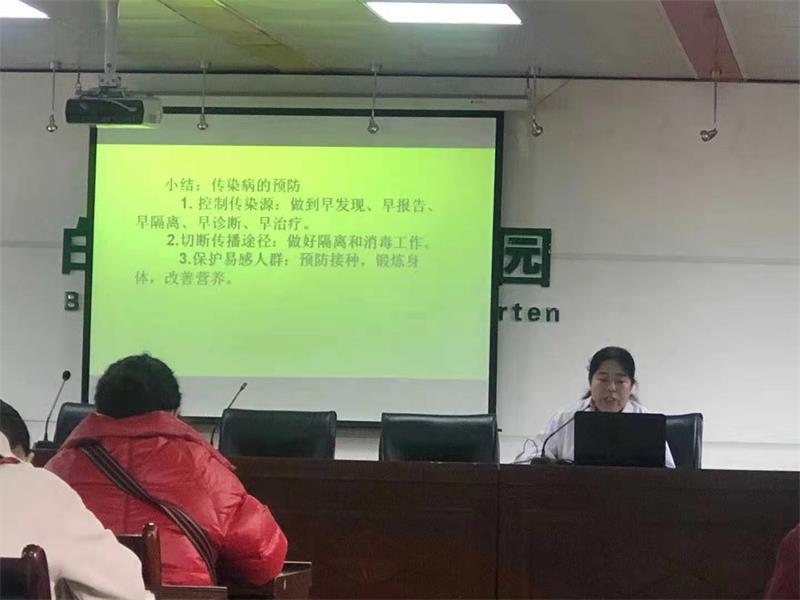 小结：传染病的预防
1. 控制传染源：做到早发现、早报告、
早隔离、早诊断、早治疗。
2.切断传播途径：做好隔离和消毒工作。
3.保护易感人群：预防接种，锻炼身
体，改善营养。
园
rten